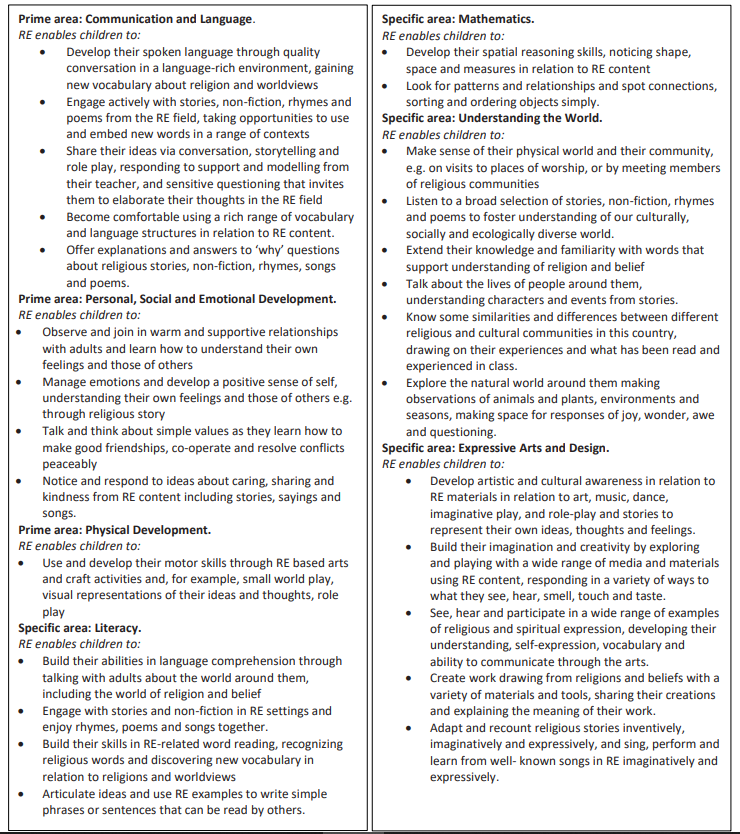 Prime area: Communication and Language.
RE enables children to:
• Develop their spoken language through quality
conversation in a language-rich environment, gaining
new vocabulary about religion and worldviews
• Engage actively with stories, non-fiction, rhymes and
poems from the RE field, taking opportunities to use
and embed new words in a range of contexts
• Share their ideas via conversation, storytelling and
role play, responding to support and modelling from
their teacher, and sensitive questioning that invites
them to elaborate their thoughts in the RE field
• Become comfortable using a rich range of vocabulary
and language structures in relation to RE content.
• Offer explanations and answers to ‘why’ questions
about religious stories, non-fiction, rhymes, songs
and poems.
Prime area: Personal, Social and Emotional Development.
RE enables children to:
• Observe and join in warm and supportive relationships
with adults and learn how to understand their own
feelings and those of others
• Manage emotions and develop a positive sense of self,
understanding their own feelings and those of others e.g.
through religious story
• Talk and think about simple values as they learn how to
make good friendships, co-operate and resolve conflicts
peaceably
• Notice and respond to ideas about caring, sharing and
kindness from RE content including stories, sayings and
songs.
Prime area: Physical Development.
RE enables children to:
• Use and develop their motor skills through RE based arts
and craft activities and, for example, small world play,
visual representations of their ideas and thoughts, role
play
Specific area: Literacy.
RE enables children to:
• Build their abilities in language comprehension through
talking with adults about the world around them,
including the world of religion and belief
• Engage with stories and non-fiction in RE settings and
enjoy rhymes, poems and songs together.
• Build their skills in RE-related word reading, recognizing
religious words and discovering new vocabulary in
relation to religions and worldviews
• Articulate ideas and use RE examples to write simple
phrases or sentences that can be read by others.
Specific area: Mathematics.
RE enables children to:
• Develop their spatial reasoning skills, noticing shape,
space and measures in relation to RE content
• Look for patterns and relationships and spot connections,
sorting and ordering objects simply.
Specific area: Understanding the World.
RE enables children to:
• Make sense of their physical world and their community,
e.g. on visits to places of worship, or by meeting members
of religious communities
• Listen to a broad selection of stories, non-fiction, rhymes
and poems to foster understanding of our culturally,
socially and ecologically diverse world.
• Extend their knowledge and familiarity with words that
support understanding of religion and belief
• Talk about the lives of people around them,
understanding characters and events from stories.
• Know some similarities and differences between different
religious and cultural communities in this country,
drawing on their experiences and what has been read and
experienced in class.
• Explore the natural world around them making
observations of animals and plants, environments and
seasons, making space for responses of joy, wonder, awe
and questioning.
Specific area: Expressive Arts and Design.
RE enables children to:
• Develop artistic and cultural awareness in relation to
RE materials in relation to art, music, dance,
imaginative play, and role-play and stories to
represent their own ideas, thoughts and feelings.
• Build their imagination and creativity by exploring
and playing with a wide range of media and materials
using RE content, responding in a variety of ways to
what they see, hear, smell, touch and taste.
• See, hear and participate in a wide range of examples
of religious and spiritual expression, developing their
understanding, self-expression, vocabulary and
ability to communicate through the arts.
• Create work drawing from religions and beliefs with a
variety of materials and tools, sharing their creations
and explaining the meaning of their work.
• Adapt and recount religious stories inventively,
imaginatively and expressively, and sing, perform and
learn from well- known songs in RE imaginatively and
expressively.